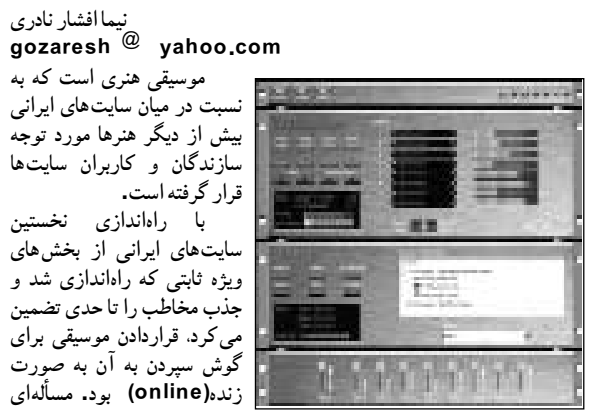 نیما افشار نادری
gozaresh @ yahoo.com
موسیقی هنری است که به
نسبت در میان سایت‌های ایرانی
بیش از دیگر هنرها مورد توجه
سازندگان و کاربران سایت‌ها
قرار گرفته است.
با راه‌اندازی نخستین
سایت‌های ایرانی از بخش‌های
ویژه ثابتی که راه‌اندازی شد و
جذب مخاطب را تا حدی تضمین
می‌کرد، قراردادن موسیقی برای
گوش سپردن به آن به صورت
زنده(online) بود. مسأله‌ای